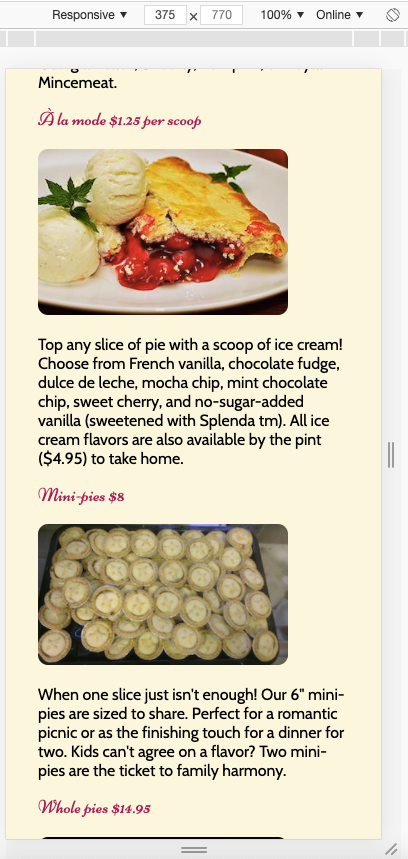 Responsive ▼ 375 x 770 100% ▼ Online ▼
Mincemeat.
À la mode $1.25 per scoop
Top any slice of pie with a scoop of ice cream!
Choose from French vanilla, chocolate fudge,
dulce de leche, mocha chip, mint chocolate
chip, sweet cherry, and no-sugar-added
vanilla (sweetened with Splenda tm). All ice
cream flavors are also available by the pint
($4.95) to take home.
Mini-pies $8
When one slice just isn't enough! Our 6" mini-
pies are sized to share. Perfect for a romantic
picnic or as the finishing touch for a dinner for
two. Kids can't agree on a flavor? Two mini-
pies are the ticket to family harmony.
Whole pies $14.95